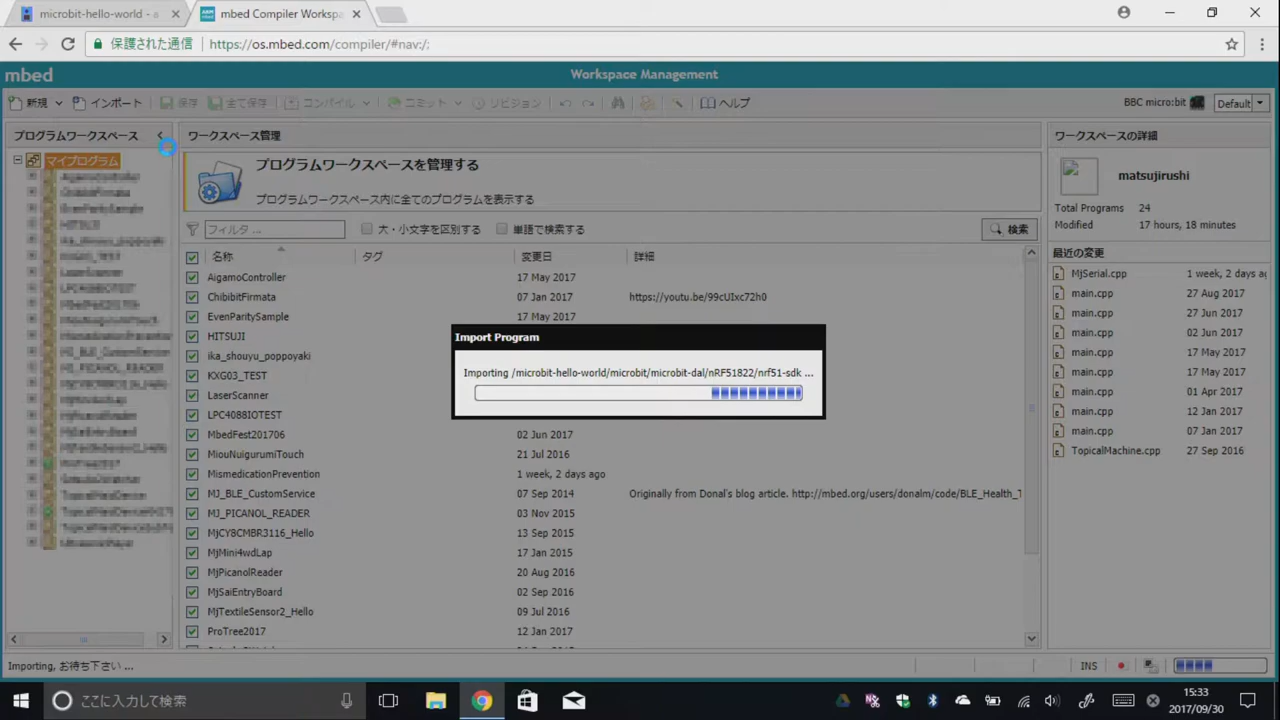 microbit-hello-world - a
mbed Compiler Workspa
保護された通信
https://os.mbed.com/compiler/#nav:/;
mbed
Workspace Management
新規
インポート
保存
全て保存
コンパイル
コミット
リビジョン
ヘルプ
BBC micro:bit
Default
プログラムワークスペース
マイプログラム
ワークスペース管理
プログラムワークスペースを管理する
プログラムワークスペース内に全てのプログラムを表示する
フィルタ ...
大・小文字を区別する
単語で検索する
検索
名称 タグ 変更日 詳細
AigamoController 17 May 2017
ChibibitFirmata 07 Jan 2017 https://youtu.be/99cUIxc72h0
EvenParitySample 17 May 2017
HITSUJI
ika_shouyu_poppoyaki
KXG03_TEST
LaserScanner
LPC4088IOTEST
MbedFest201706 02 Jun 2017
MiouNuigurumiTouch 21 Jul 2016
MismedicationPrevention 1 week, 2 days ago
MJ_BLE_CustomService 07 Sep 2014 Originally from Donal's blog article. http://mbed.org/users/donalm/code/BLE_Health_T
MJ_PICANOL_READER 03 Nov 2015
MjCY8CMBR3116_Hello 13 Sep 2015
MjMini4wdLap 17 Jan 2015
MjPicanolReader 20 Aug 2016
MjSaiEntryBoard 02 Sep 2016
MjTextileSensor2_Hello 09 Jul 2016
ProTree2017 12 Jan 2017
Import Program
Importing /microbit-hello-world/microbit/microbit-dal/nRF51822/nrf51-sdk ...
ワークスペースの詳細
matsujirushi
Total Programs 24
Modified 17 hours, 18 minutes
最近の変更
MjSerial.cpp 1 week, 2 days ag
main.cpp 27 Aug 2017
main.cpp 27 Jun 2017
main.cpp 02 Jun 2017
main.cpp 17 May 2017
main.cpp 17 May 2017
main.cpp 01 Apr 2017
main.cpp 12 Jan 2017
main.cpp 07 Jan 2017
TopicalMachine.cpp 27 Sep 2016
Importing, お待ち下さい ...
INS
ここに入力して検索
15:33
2017/09/30